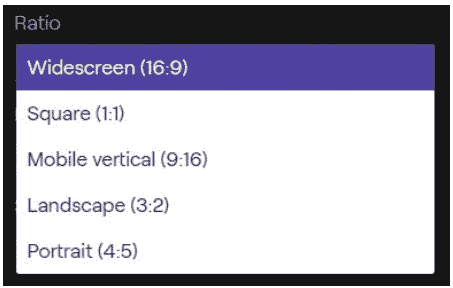 Ratio
Widescreen (16:9)
Square (1:1)
Mobile vertical (9:16)
Landscape (3:2)
Portrait (4:5)